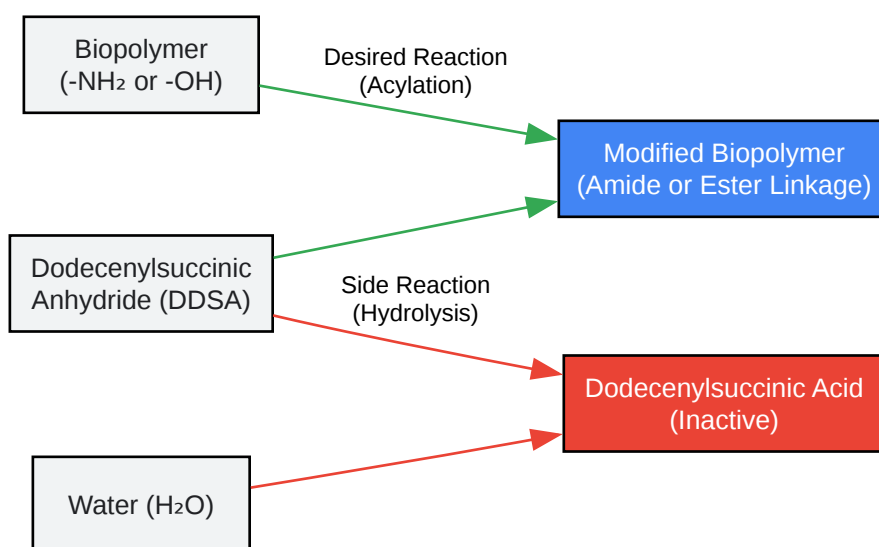 Biopolymer
(-NH₂ or -OH)
Desired Reaction
(Acylation)
Modified Biopolymer
(Amide or Ester Linkage)
Dodecenylsuccinic
Anhydride (DDSA)
Side Reaction
(Hydrolysis)
Dodecenylsuccinic Acid
(Inactive)
Water (H₂O)